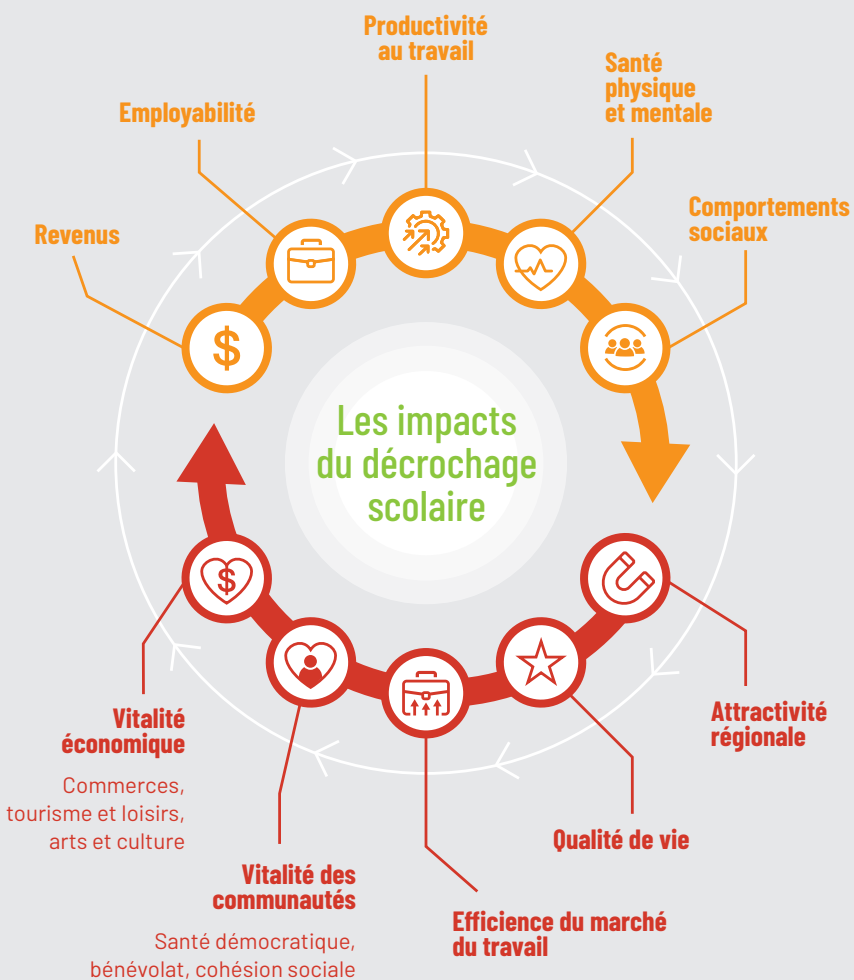 Productivité
au travail
Santé
physique
et mentale
Employabilité
Comportements
sociaux
Revenus
$
Les impacts
du décrochage
scolaire
$
Attractivité
régionale
Vitalité
économique
Commerces,
tourisme et loisirs,
arts et culture
Qualité de vie
Vitalité des
communautés
Santé démocratique,
bénévolat, cohésion sociale
Efficience du marché
du travail